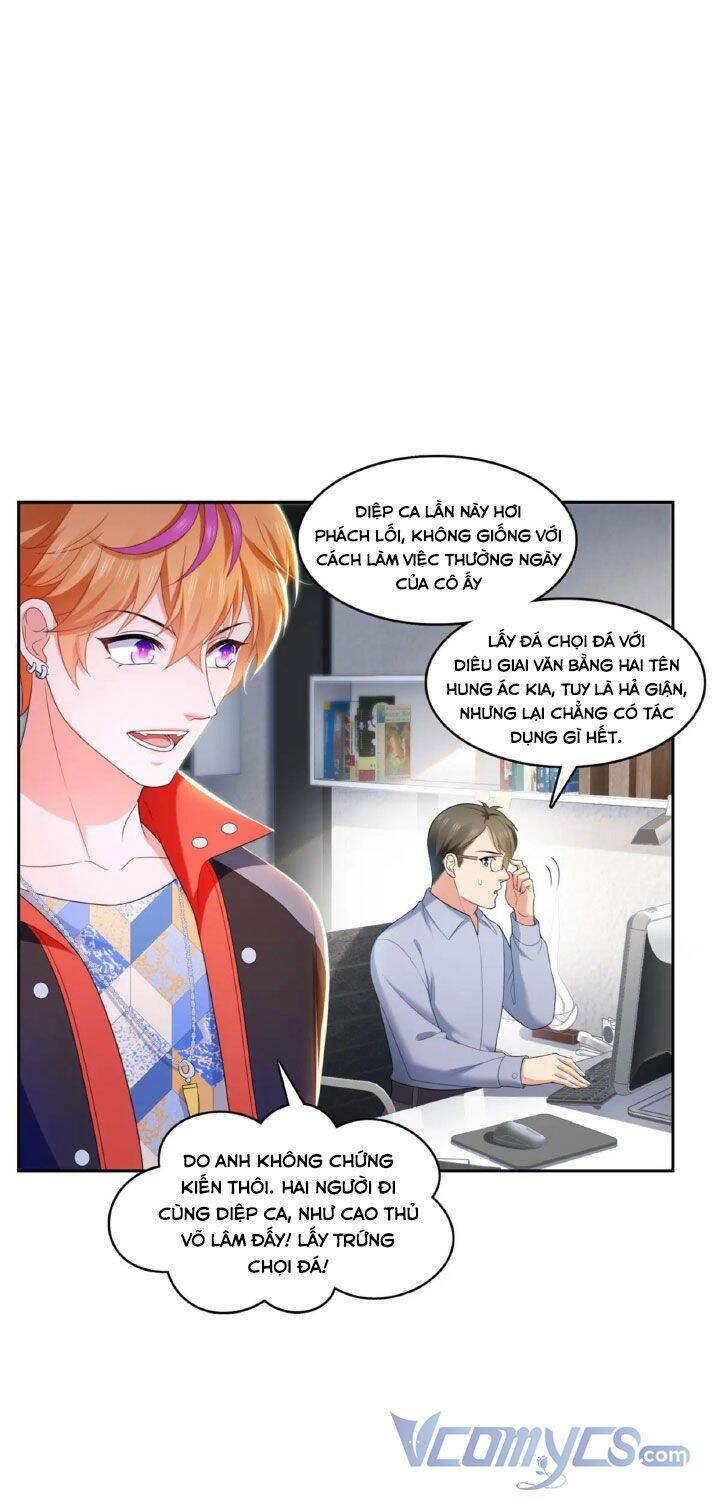 DIỆP CA LẦN NÀY HƠI
PHÁCH LỐI, KHÔNG GIỐNG VỚI
CÁCH LÀM VIỆC THƯỜNG NGÀY
CỦA CÔ ẤY
LẤY ĐÁ CHỌI ĐÁ VỚI
DIÊU GIAI VĂN BẰNG HAI TÊN
HUNG ÁC KIA, TUY LÀ HẢ GIẬN,
NHƯNG LẠI CHẲNG CÓ TÁC
DỤNG GÌ HẾT.
DO ANH KHÔNG CHỨNG
KIẾN THÔI. HAI NGƯỜI ĐI
CÙNG DIỆP CA, NHƯ CAO THỦ
VÕ LÂM ĐẤY! LẤY TRỨNG
CHỌI ĐÁ!
VCOMYCS.com